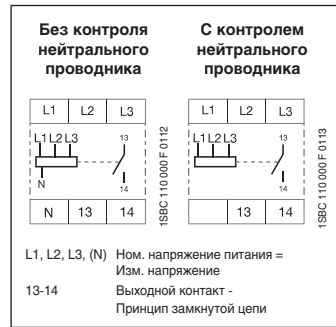 Без контроля
нейтрального
проводника
С контролем
нейтрального
проводника
L1 L2 L3
L1 L2 L3
13
N
14
N 13 14
1SBC 110 000 F 0112
L1 L2 L3
L1 L2 L3
13
14
13 14
1SBC 110 000 F 0113
L1, L2, L3, (N) Ном. напряжение питания =
Изм. напряжение
13-14 Выходной контакт -
Принцип замкнутой цепи